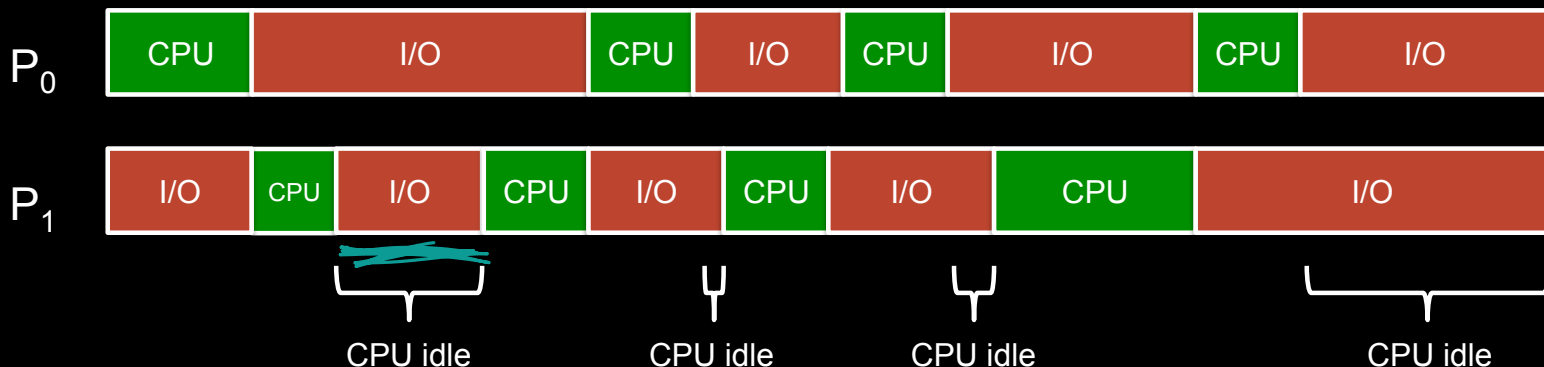 P₀ CPU I/O CPU I/O CPU I/O CPU I/O
P₁ I/O CPU I/O CPU I/O CPU I/O CPU I/O
CPU idle CPU idle CPU idle CPU idle